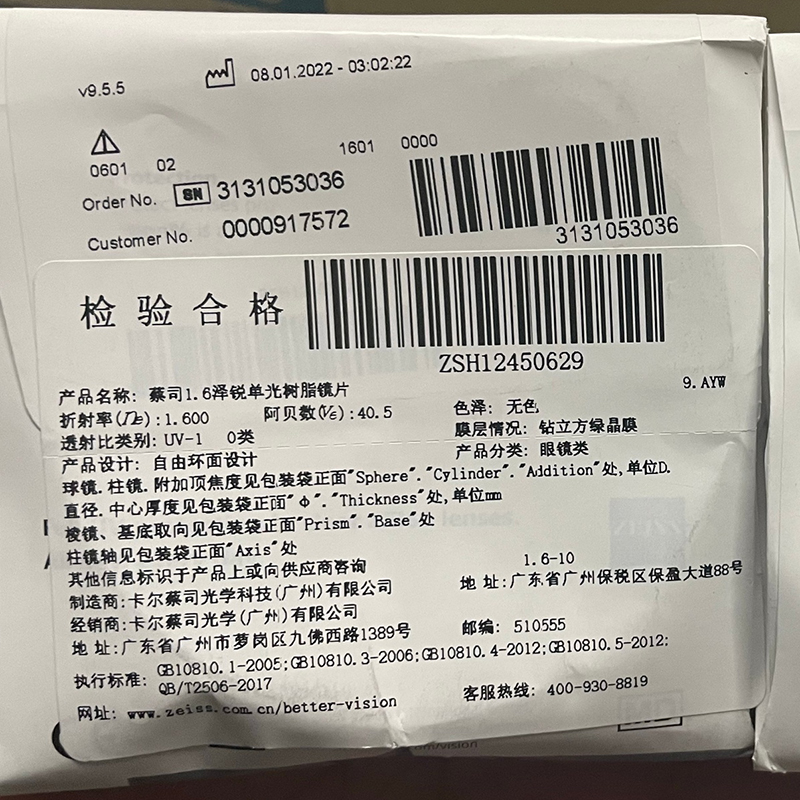 v9.5.5
08.01.2022 - 03:02:22
0601 02
1601 0000
Order No. SN 3131053036
3131053036
Customer No. 0000917572
检验合格
ZSH12450629
9.AYW
产品名称: 蔡司1.6泽锐单光树脂镜片
折射率(ne):1.600 阿贝数(Ve):40.5 色泽: 无色
透射比类别: UV-1 0类 膜层情况: 钻立方绿晶膜
产品设计: 自由环面设计 产品分类: 眼镜类
球镜.柱镜.附加顶焦度见包装袋正面"Sphere"."Cylinder"."Addition"处,单位D.
直径.中心厚度见包装袋正面"Φ"."Thickness"处,单位mm
棱镜、基底取向见包装袋正面"Prism"."Base"处
柱镜轴见包装袋正面"Axis"处
其他信息标识于产品上或向供应商咨询
1.6-10
制造商:卡尔蔡司光学科技(广州)有限公司 地 址:广东省广州保税区保盈大道88号
经销商:卡尔蔡司光学(广州)有限公司
地 址:广东省广州市萝岗区九佛西路1389号 邮编: 510555
执行标准: GB10810.1-2005;GB10810.3-2006;GB10810.4-2012;GB10810.5-2012;
QB/T2506-2017
网址: www.zeiss.com.cn/better-vision 客服热线: 400-930-8819